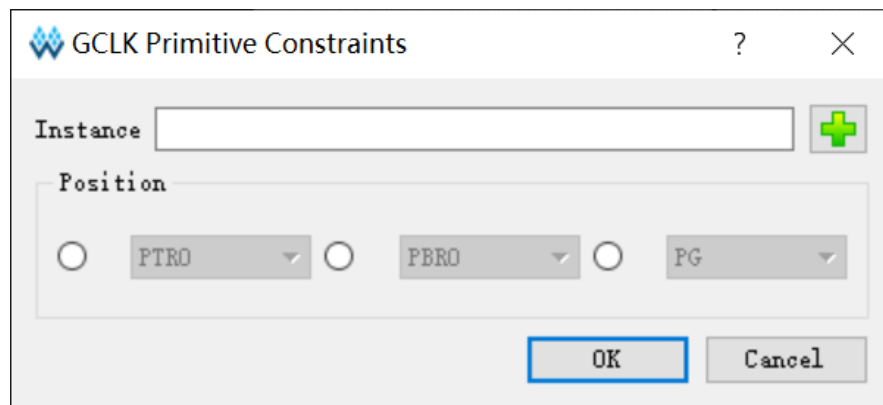 GCLK Primitive Constraints ?
Instance
Position
PTR0 PBR0 PG
OK Cancel